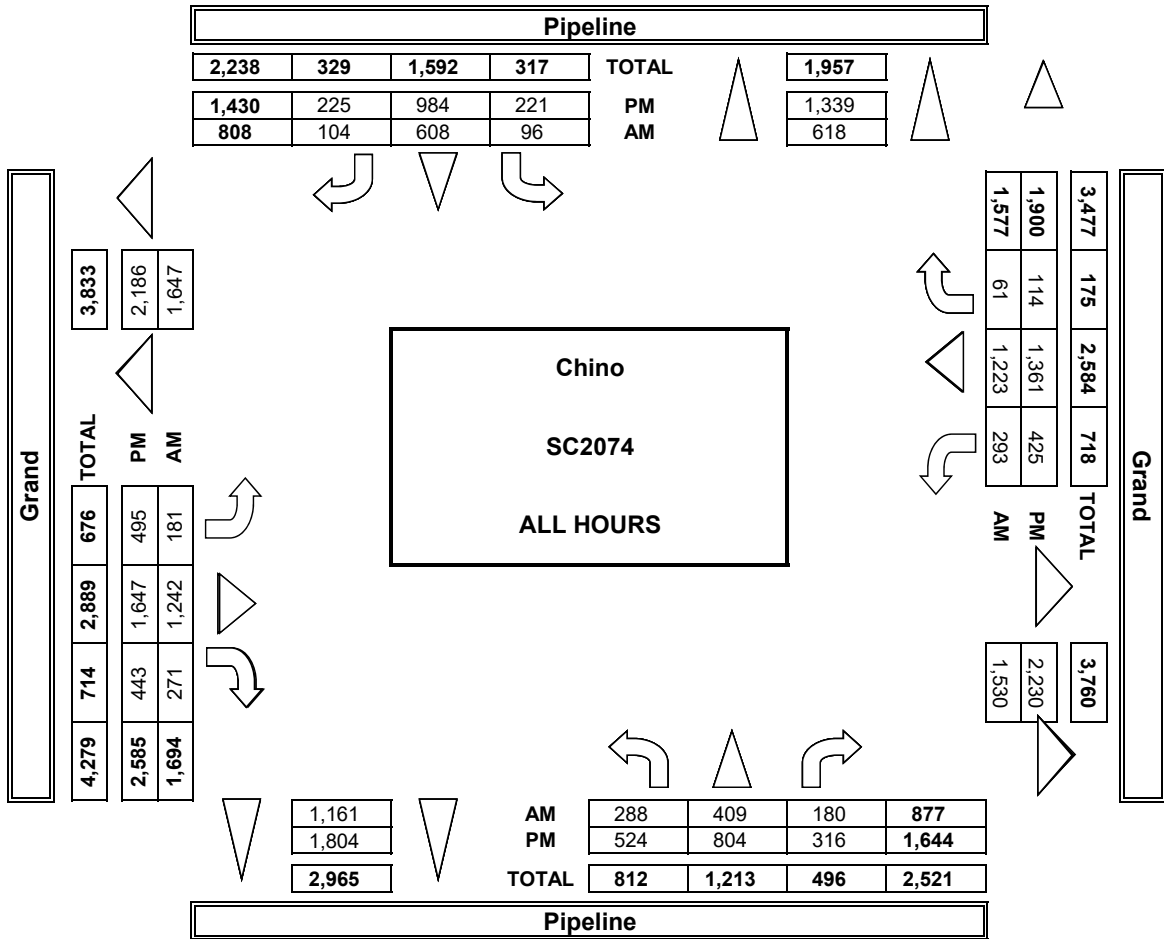 Pipeline
2,238 329 1,592 317 TOTAL 1,957
1,430 225 984 221 PM 1,339
808 104 608 96 AM 618
Grand
3,833
2,186
1,647
TOTAL
PM
AM
676 2,889 714 4,279
495 1,647 443 2,585
181 1,242 271 1,694
Chino
SC2074
ALL HOURS
3,477 175 2,584 718 TOTAL
1,900 114 1,361 425 PM
1,577 61 1,223 293 AM
3,760
2,230
1,530
Grand
1,161 AM 288 409 180 877
1,804 PM 524 804 316 1,644
2,965 TOTAL 812 1,213 496 2,521
Pipeline